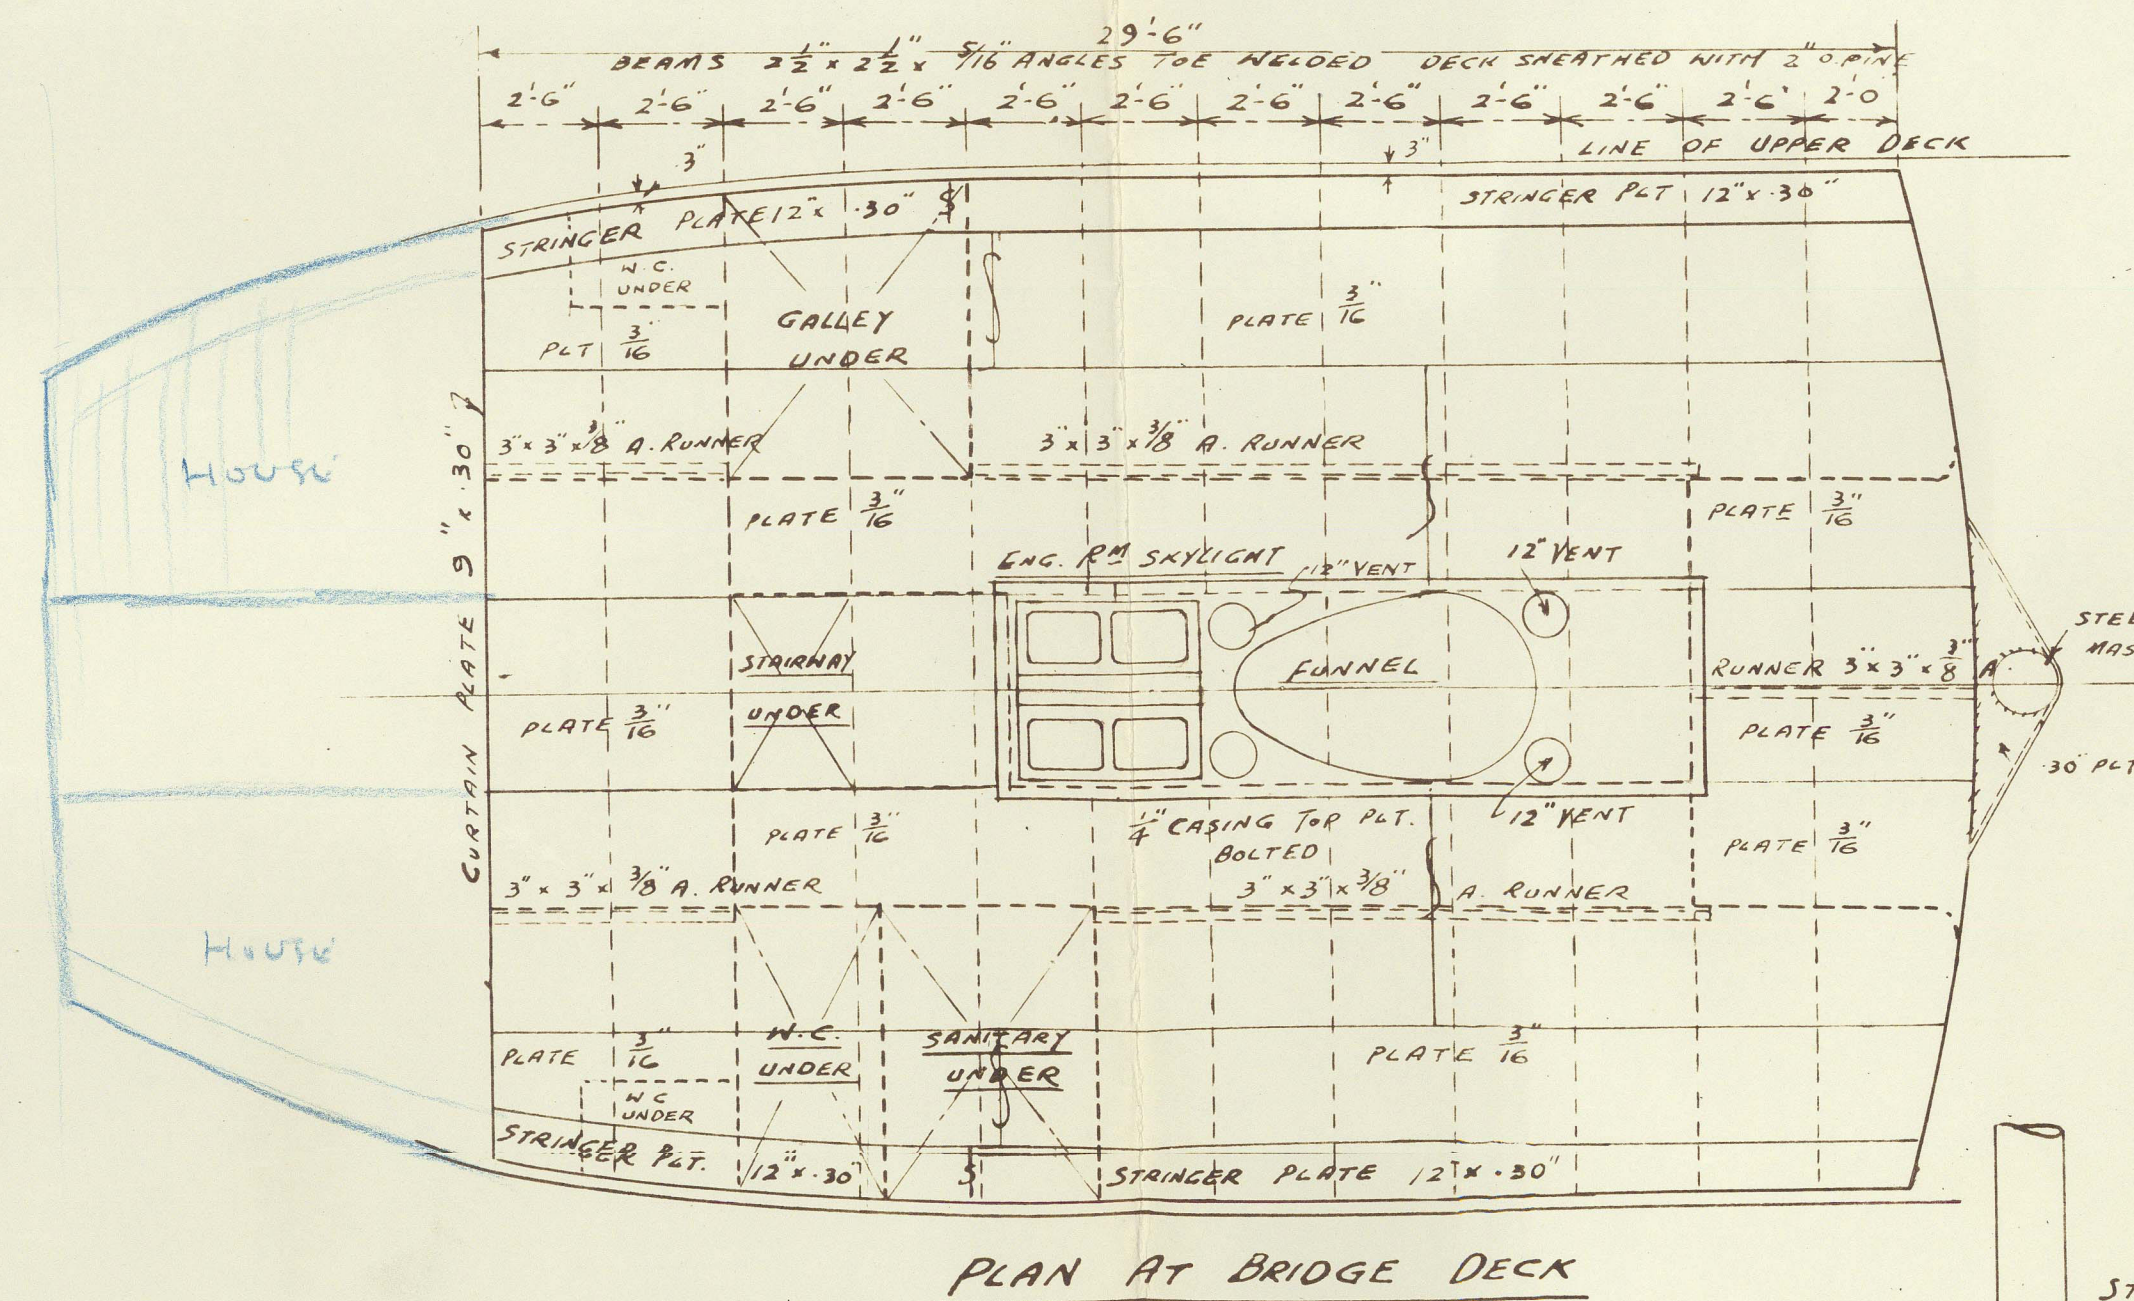 29'-6"
BEAMS 2½" x 2½" x 5/16" ANGLES TOE WELDED DECK SHEATHED WITH 2" O.PINE
2'-6" 2'-6" 2'-6" 2'-6" 2'-6" 2'-6" 2'-6" 2'-6" 2'-6" 2'-6" 2'-6" 2'-0
3" 3" LINE OF UPPER DECK
STRINGER PLATE 12" x .30"
STRINGER PLT 12" x .30"
W.C.
UNDER
PLT 3/16"
GALLEY
UNDER
PLATE 3/16"
3" x 3" x 3/8" A. RUNNER
3" x 3" x 3/8" A. RUNNER
HOUSE
CURTAIN PLATE 9" x .30"
PLATE 3/16"
PLATE 3/16"
ENG. RM SKYLIGHT
12" VENT
12" VENT
STAIRWAY
UNDER
FUNNEL
RUNNER 3" x 3" x 3/8" A.
STEE
MAS
PLATE 3/16"
PLATE 3/16"
.30" PLT
PLATE 3/16"
¼" CASING TOP PLT.
BOLTED
12" VENT
PLATE 3/16"
3" x 3" x 3/8" A. RUNNER
3" x 3" x 3/8" A. RUNNER
HOUSE
PLATE 3/16"
W.C.
UNDER
SANITARY
UNDER
PLATE 3/16"
W C
UNDER
STRINGER PLT. 12" x .30"
STRINGER PLATE 12" x .30"
PLAN AT BRIDGE DECK
ST